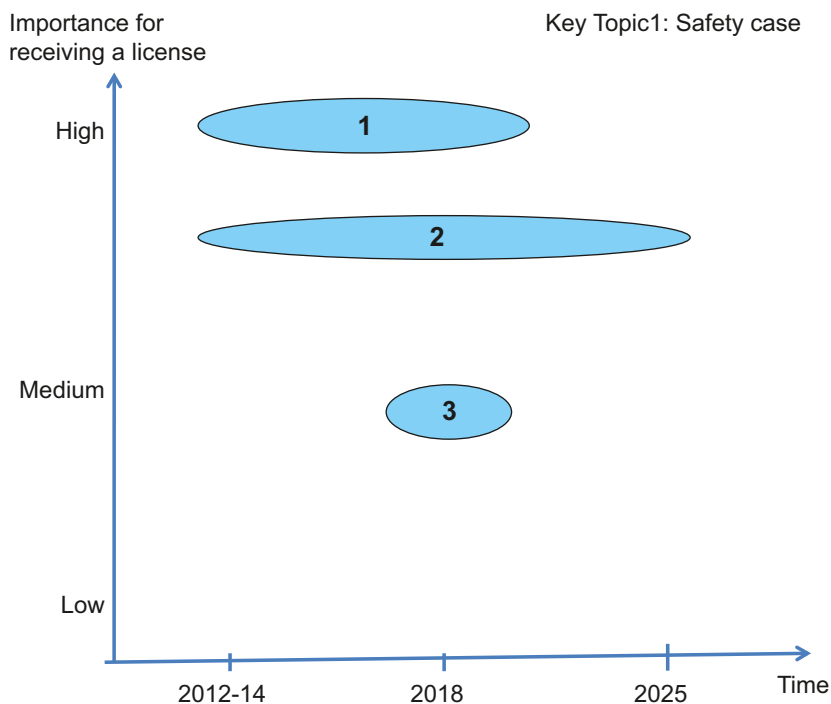 Importance for
receiving a license
Key Topic1: Safety case
High
1
2
Medium
3
Low
2012-14
2018
2025
Time